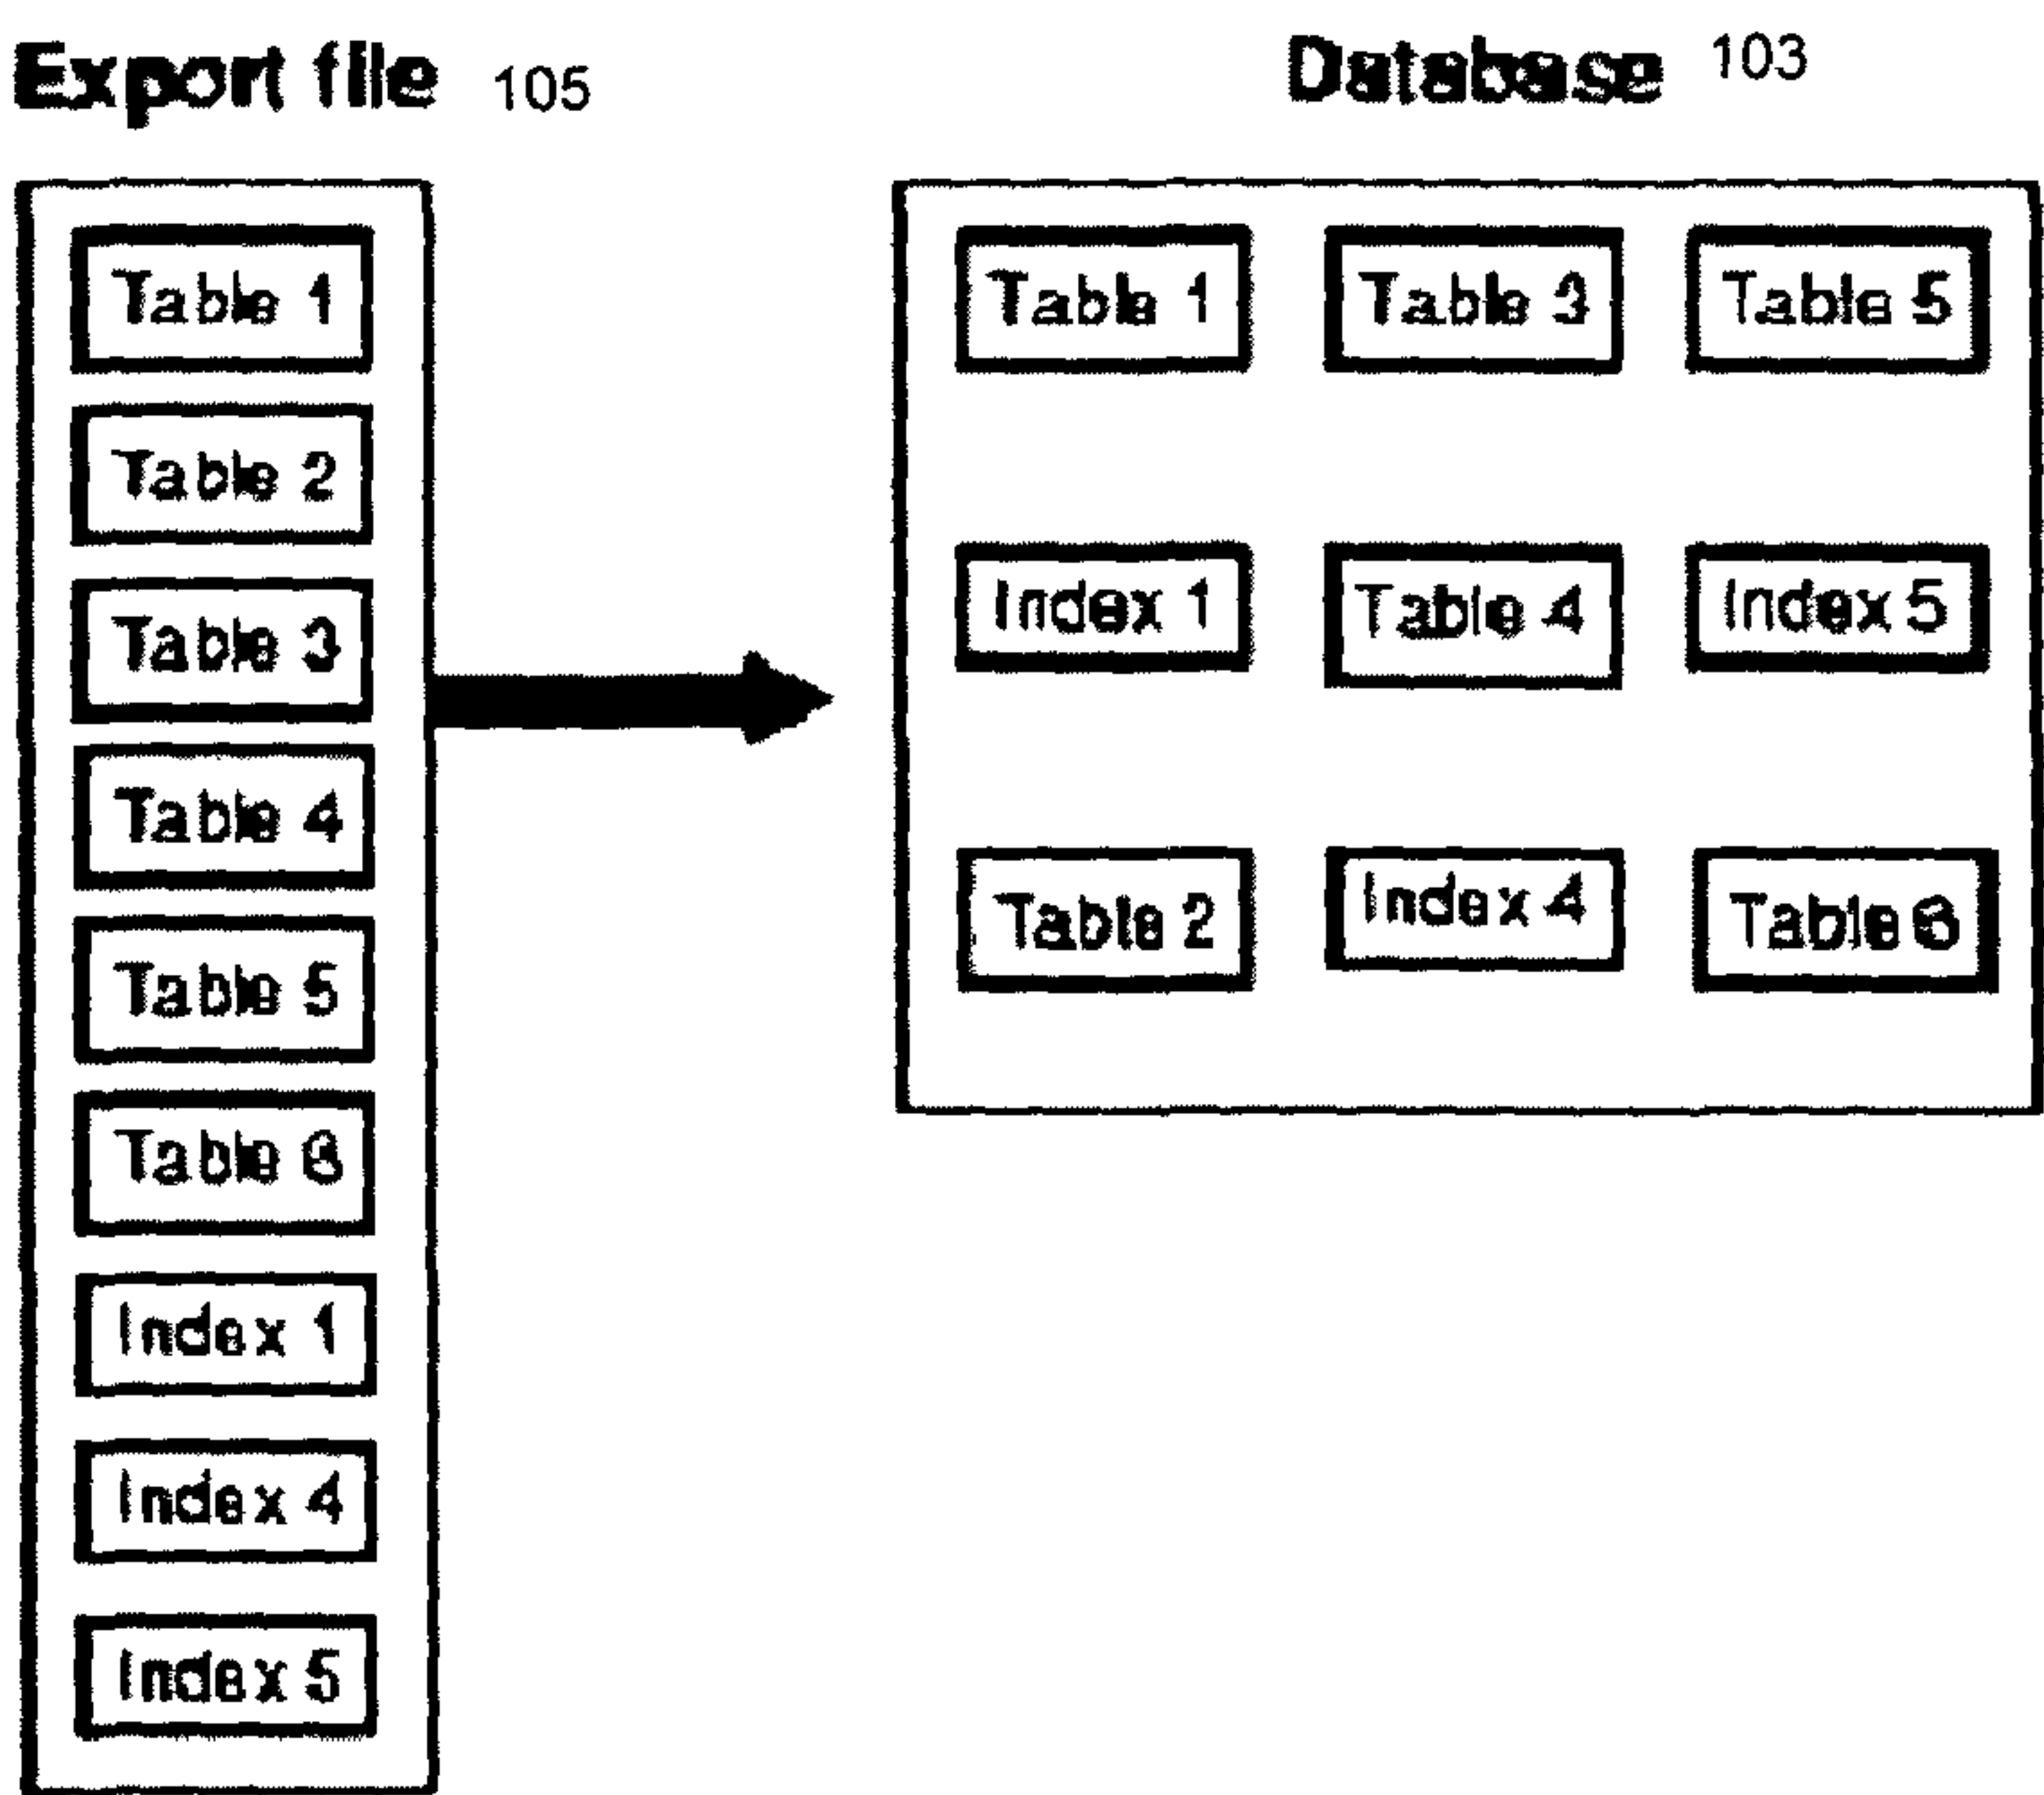 Export file 105
Database 103
Table 1
Table 2
Table 3
Table 4
Table 5
Table 6
Index 1
Index 4
Index 5
Table 1 Table 3 Table 5
Index 1 Table 4 Index 5
Table 2 Index 4 Table 6